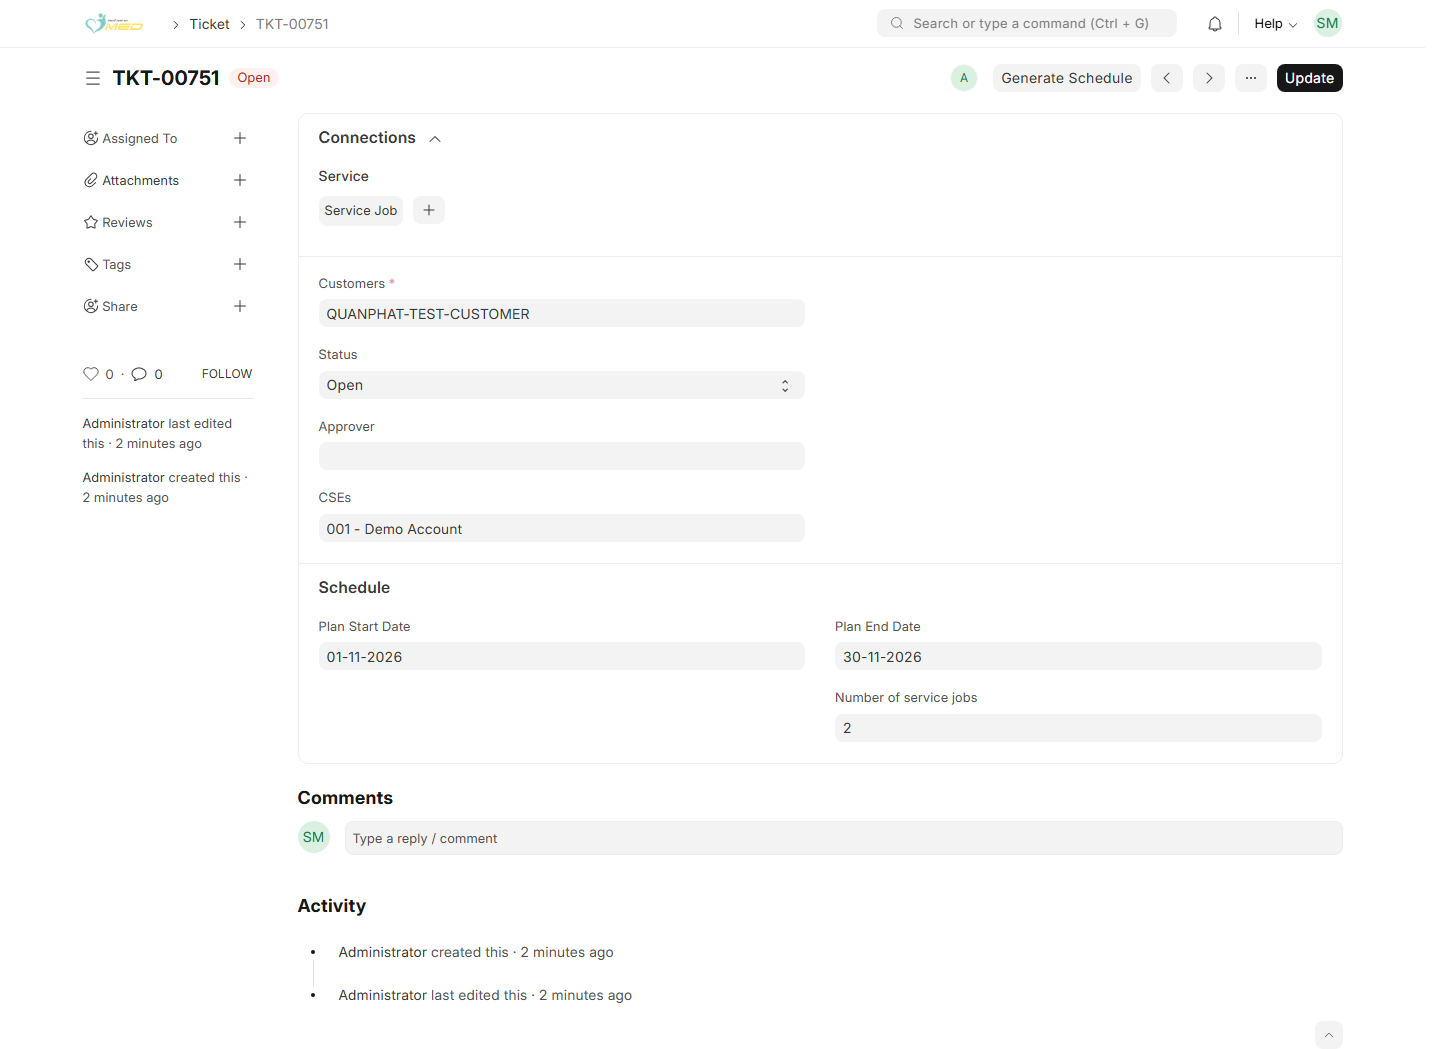 MED
Ticket
TKT-00751
Search or type a command (Ctrl + G)
Help
SM
TKT-00751
Open
A
Generate Schedule
Update
Assigned To
Attachments
Reviews
Tags
Share
0 · 0 FOLLOW
Administrator last edited
this · 2 minutes ago
Administrator created this ·
2 minutes ago
Connections
Service
Service Job
Customers *
QUANPHAT-TEST-CUSTOMER
Status
Open
Approver
CSEs
001 - Demo Account
Schedule
Plan Start Date
01-11-2026
Plan End Date
30-11-2026
Number of service jobs
2
Comments
SM
Type a reply / comment
Activity
Administrator created this · 2 minutes ago
Administrator last edited this · 2 minutes ago